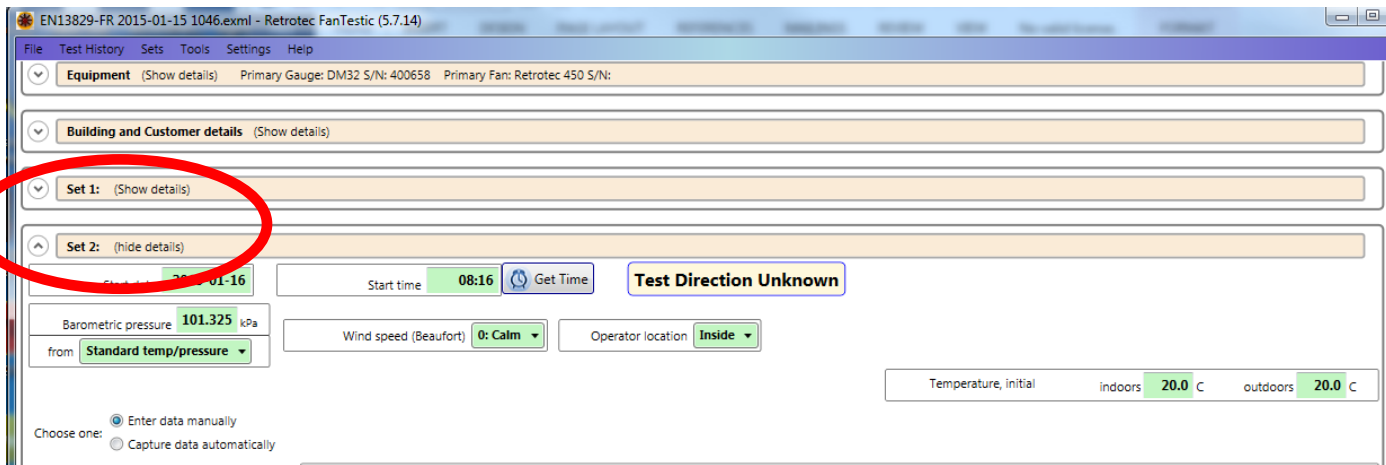 EN13829-FR 2015-01-15 1046.exml - Retrotec FanTestic (5.7.14)
File Test History Sets Tools Settings Help
Equipment (Show details) Primary Gauge: DM32 S/N: 400658 Primary Fan: Retrotec 450 S/N:
Building and Customer details (Show details)
Set 1: (Show details)
Set 2: (hide details)
Start 01-16 Start time 08:16 Get Time Test Direction Unknown
Barometric pressure 101.325 kPa
Wind speed (Beaufort) 0: Calm Operator location Inside
from Standard temp/pressure
Temperature, initial indoors 20.0 C outdoors 20.0 C
Choose one:
Enter data manually
Capture data automatically